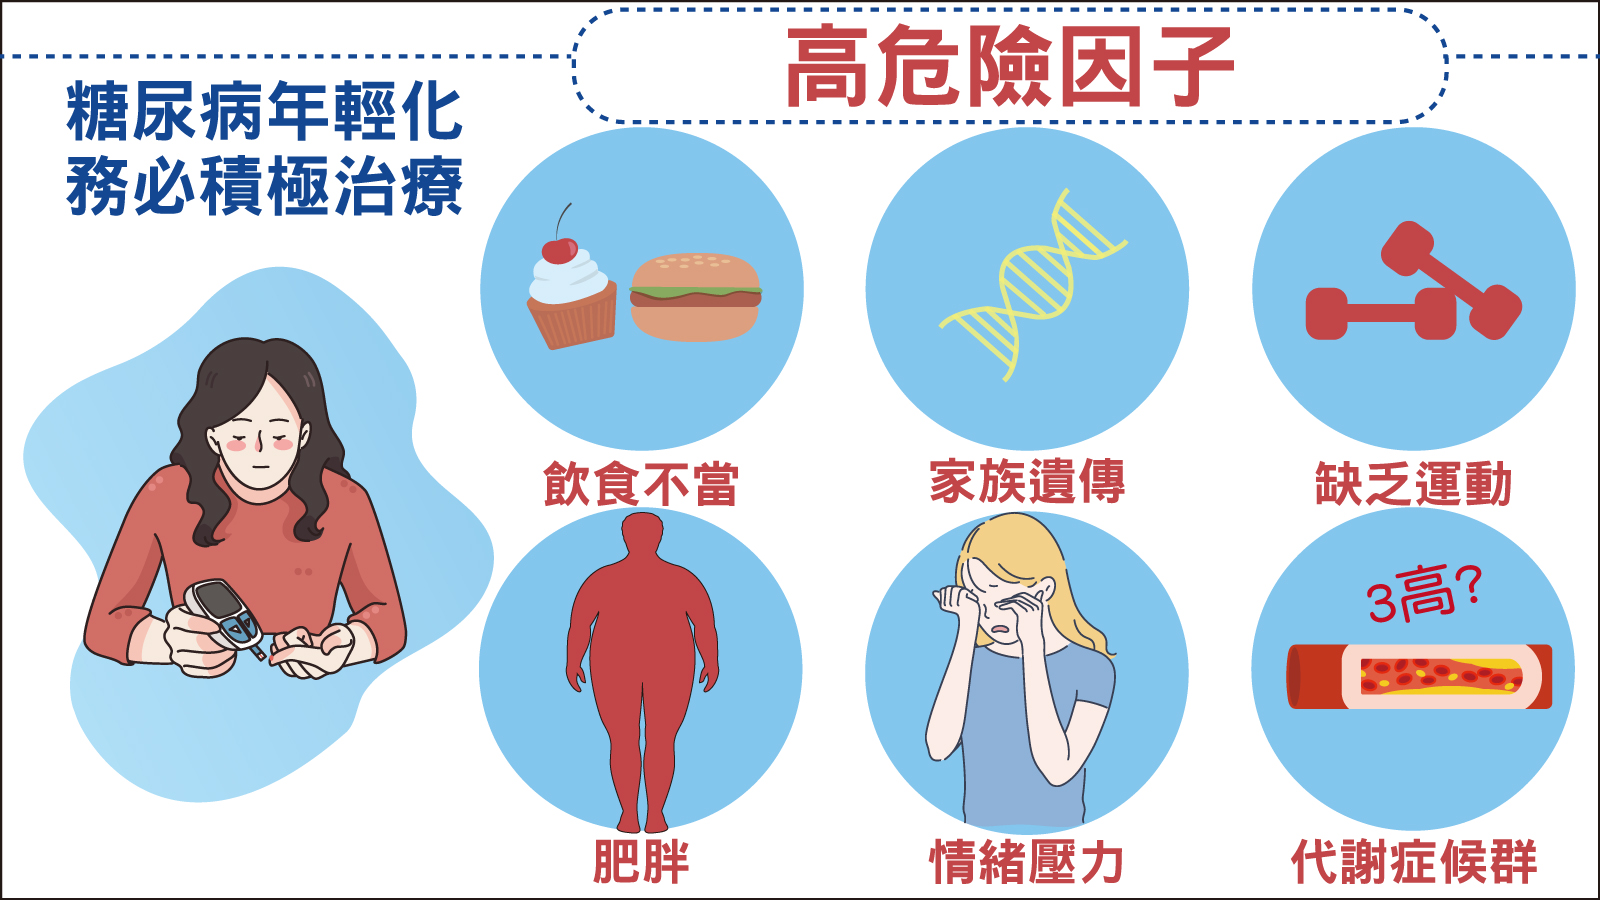 高危險因子
糖尿病年輕化
務必積極治療
飲食不當
家族遺傳
缺乏運動
3高?
肥胖
情緒壓力
代謝症候群